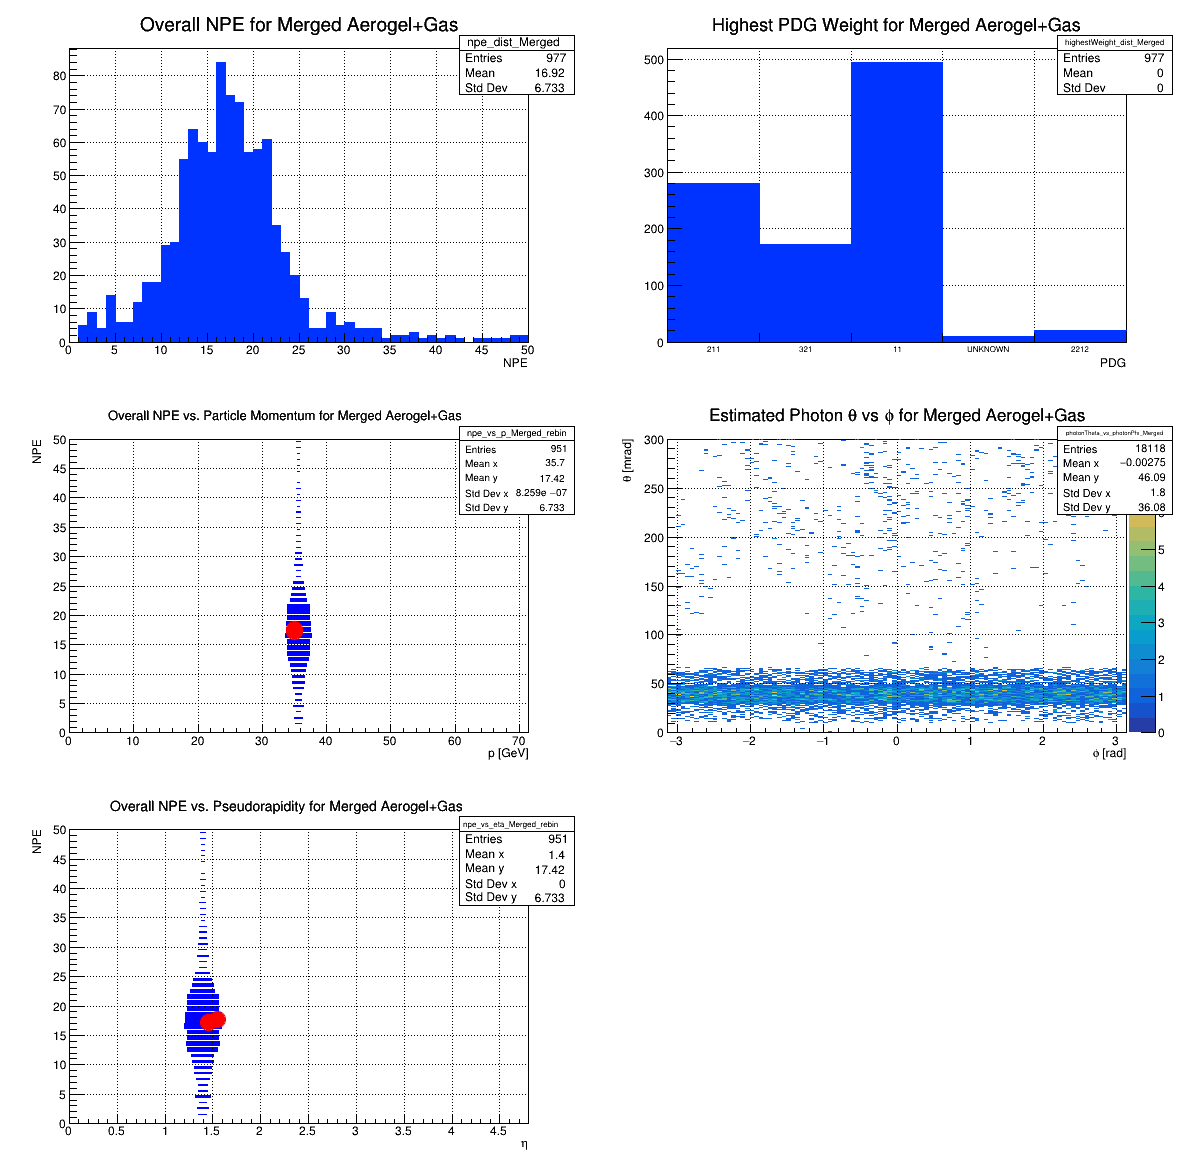 Overall NPE for Merged Aerogel+Gas
npe_dist_Merged
Entries 977
Mean 16.92
Std Dev 6.733
80
70
60
50
40
30
20
10
0
0 5 10 15 20 25 30 35 40 45 50
NPE
Highest PDG Weight for Merged Aerogel+Gas
highestWeight_dist_Merged
Entries 977
Mean 0
Std Dev 0
500
400
300
200
100
0
211 321 11 UNKNOWN 2212
PDG
Overall NPE vs. Particle Momentum for Merged Aerogel+Gas
npe_vs_p_Merged_rebin
Entries 951
Mean x 35.7
Mean y 17.42
Std Dev x 8.259e −07
Std Dev y 6.733
NPE
50
45
40
35
30
25
20
15
10
5
0
0 10 20 30 40 50 60 70
p [GeV]
Estimated Photon θ vs ϕ for Merged Aerogel+Gas
photonTheta_vs_photonPhi_Merged
Entries 18118
Mean x −0.00275
Mean y 46.09
Std Dev x 1.8
Std Dev y 36.08
θ [mrad]
300
250
200
150
100
50
0
−3 −2 −1 0 1 2 3
ϕ [rad]
5
4
3
2
1
0
Overall NPE vs. Pseudorapidity for Merged Aerogel+Gas
npe_vs_eta_Merged_rebin
Entries 951
Mean x 1.4
Mean y 17.42
Std Dev x 0
Std Dev y 6.733
NPE
50
45
40
35
30
25
20
15
10
5
0
0 0.5 1 1.5 2 2.5 3 3.5 4 4.5
η